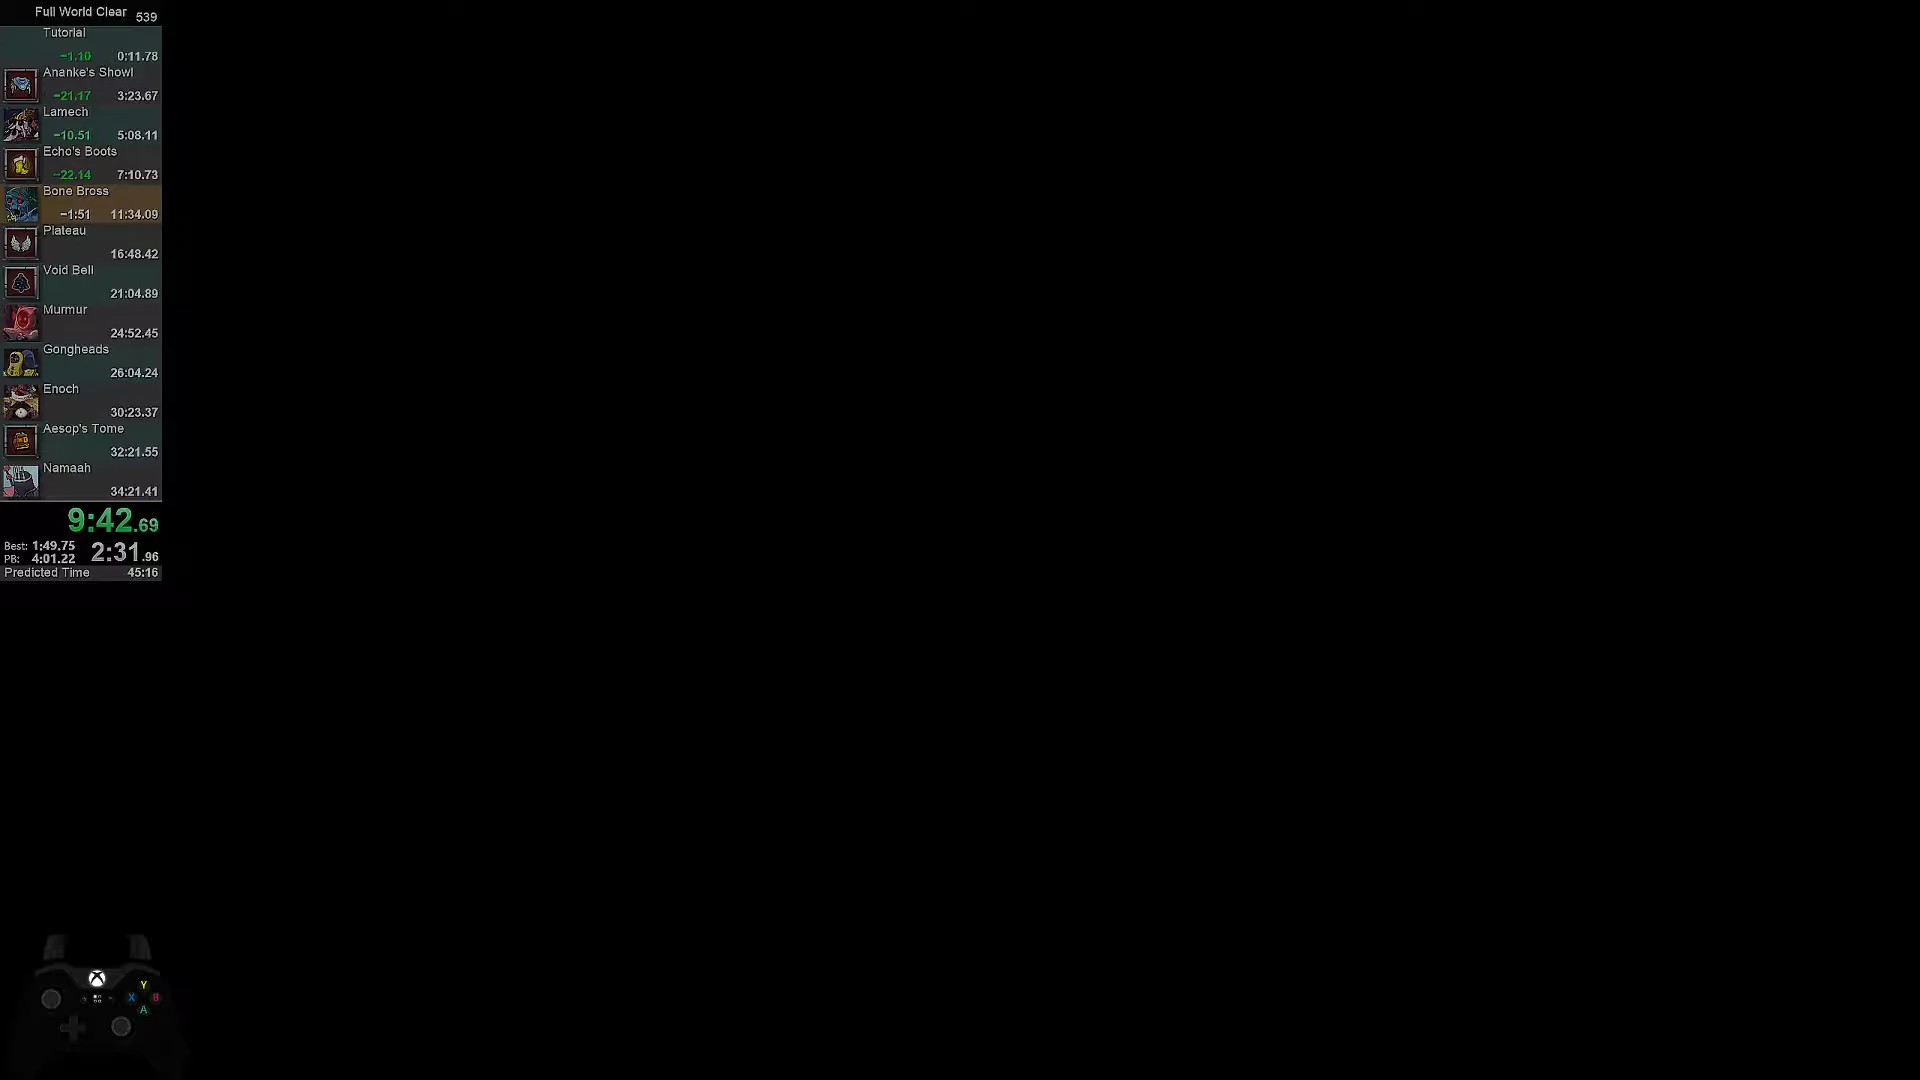 Full World Clear 539
Tutorial
−1.10 0:11.78
Ananke's Showl
−21.17 3:23.67
Lamech
−10.51 5:08.11
Echo's Boots
−22.14 7:10.73
Bone Bross
−1:51 11:34.09
Plateau
16:48.42
Void Bell
21:04.89
Murmur
24:52.45
Gongheads
26:04.24
Enoch
30:23.37
Aesop's Tome
32:21.55
Namaah
34:21.41
9:42.69
Best: 1:49.75
PB: 4:01.22
2:31.96
Predicted Time 45:16
Y
X B
A